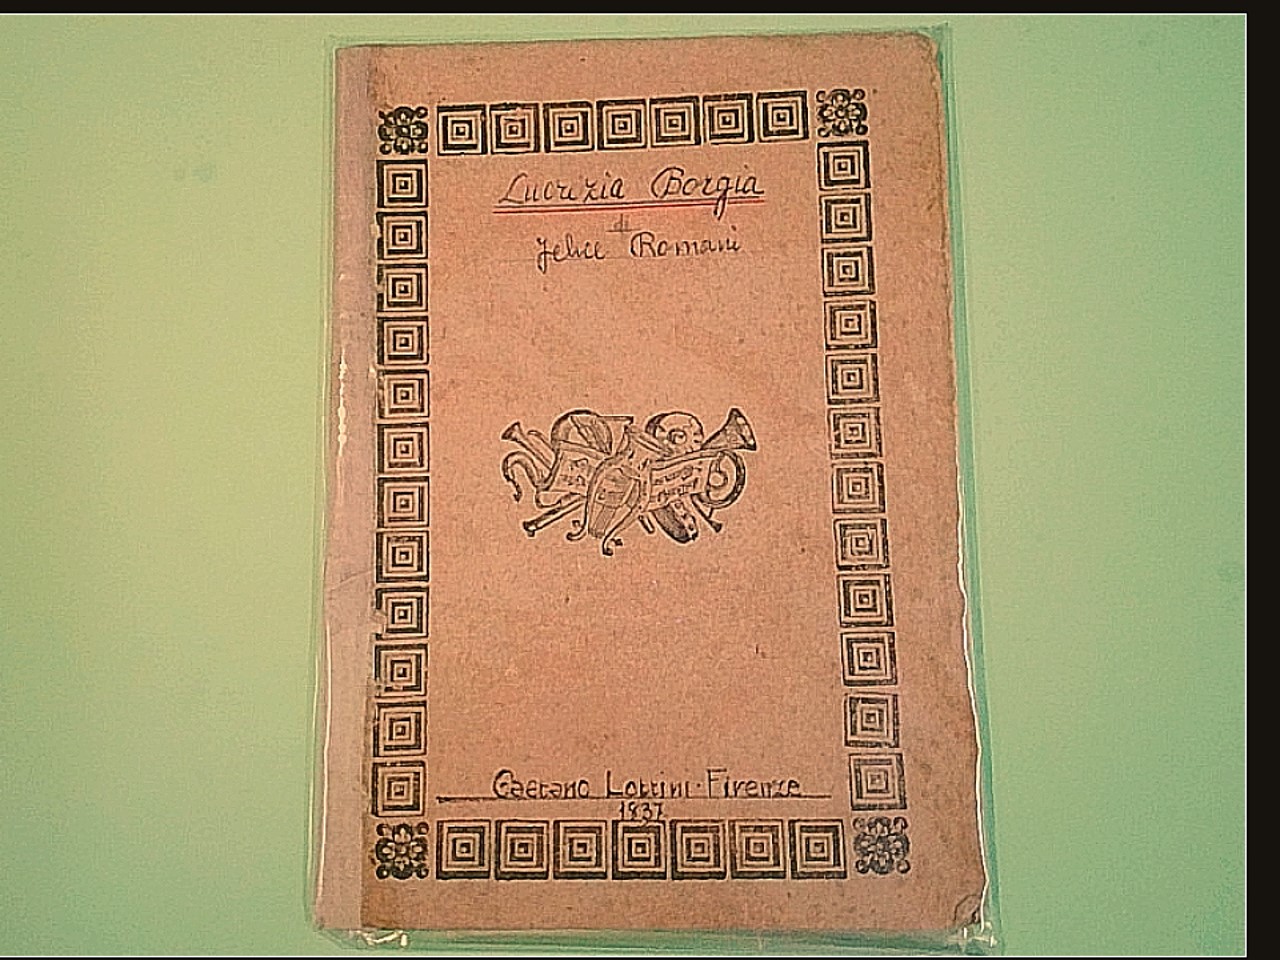 Lucrezia Borgia
di
Felice Romani
Gaetano Lottini - Firenze
1837